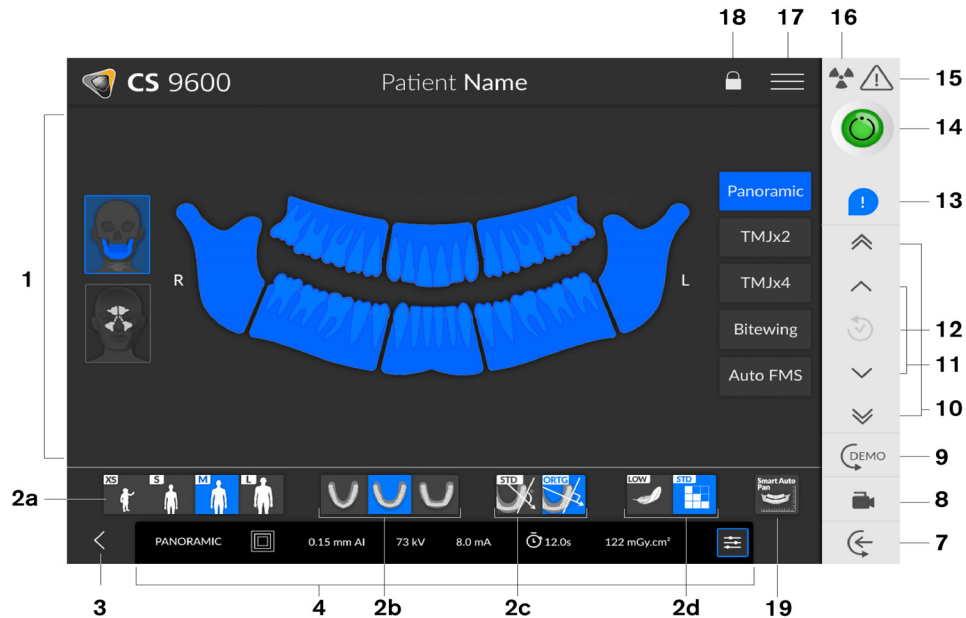 18 17 16
CS 9600 Patient Name 15
14
Panoramic 13
TMJx2
1 R L TMJx4
12
Bitewing 11
Auto FMS
10
DEMO 9
2a XS S M L STD ORTG LOW STD Smart Auto
Pan 8
PANORAMIC 0.15 mm Al 73 kV 8.0 mA 12.0s 122 mGy.cm² 7
3 4 2b 2c 2d 19